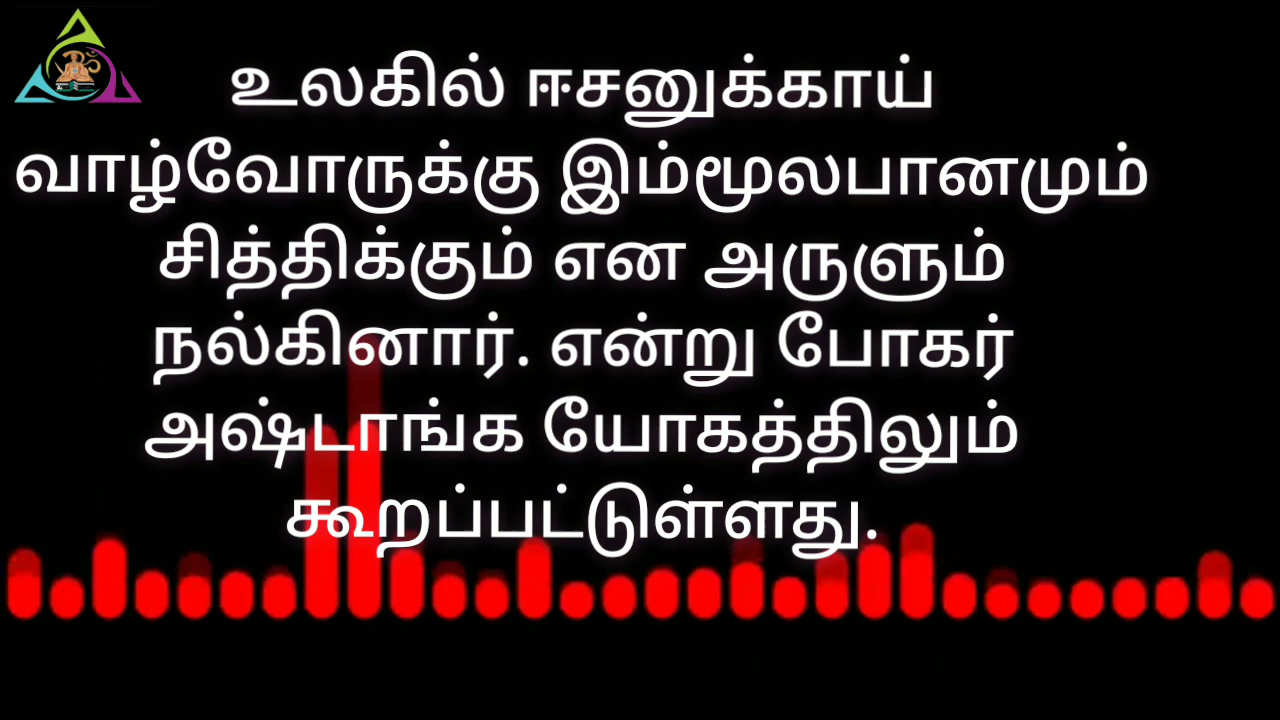 உலகில் ஈசனுக்காய்
வாழ்வோருக்கு இம்மூலபானமும்
சித்திக்கும் என அருளும்
நல்கினார். என்று போகர்
அஷ்டாங்க யோகத்திலும்
கூறப்பட்டுள்ளது.